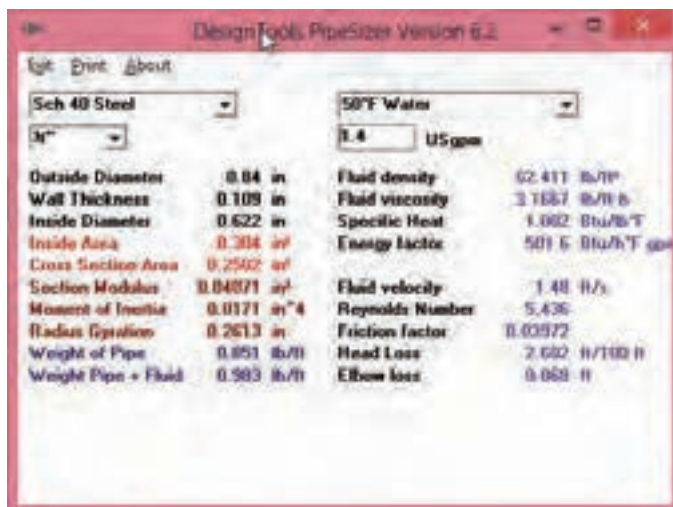 DesignTools PipeSizer Version 6.2
Exit Print About
Sch 40 Steel
50°F Water
1.4 USgpm
Outside Diameter 0.84 in
Wall Thickness 0.109 in
Inside Diameter 0.622 in
Inside Area 0.304 in²
Cross Section Area 0.2502 in²
Section Modulus 0.04071 in³
Moment of Inertia 0.0171 in^4
Radius Gyration 0.2613 in
Weight of Pipe 0.851 lb/ft
Weight Pipe + Fluid 0.983 lb/ft
Fluid density 62.411 lb/ft³
Fluid viscosity 3.1667 lb/ft h
Specific Heat 1.002 Btu/lb°F
Energy factor 501.6 Btu/h°F gpm
Fluid velocity 1.48 ft/s
Reynolds Number 5,436
Friction factor 0.03972
Head Loss 2.602 ft/100 ft
Elbow loss 0.068 ft